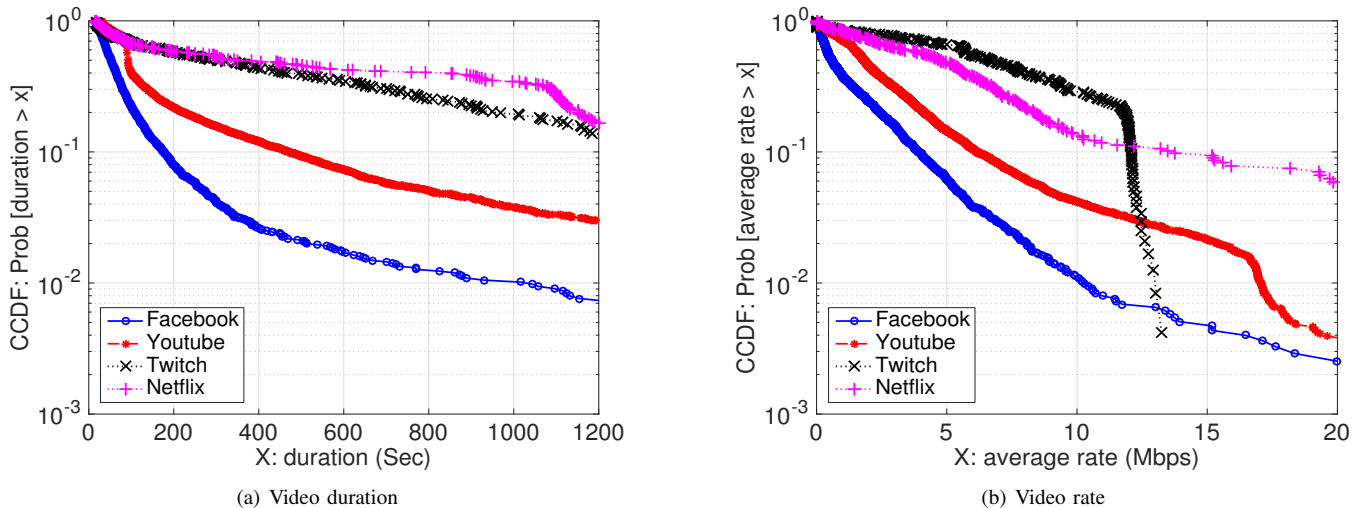 CCDF: Prob [duration > x]
10^0
10^-1
10^-2
10^-3
Facebook
Youtube
Twitch
Netflix
0 200 400 600 800 1000 1200
X: duration (Sec)
(a) Video duration
CCDF: Prob [average rate > x]
10^0
10^-1
10^-2
10^-3
Facebook
Youtube
Twitch
Netflix
0 5 10 15 20
X: average rate (Mbps)
(b) Video rate